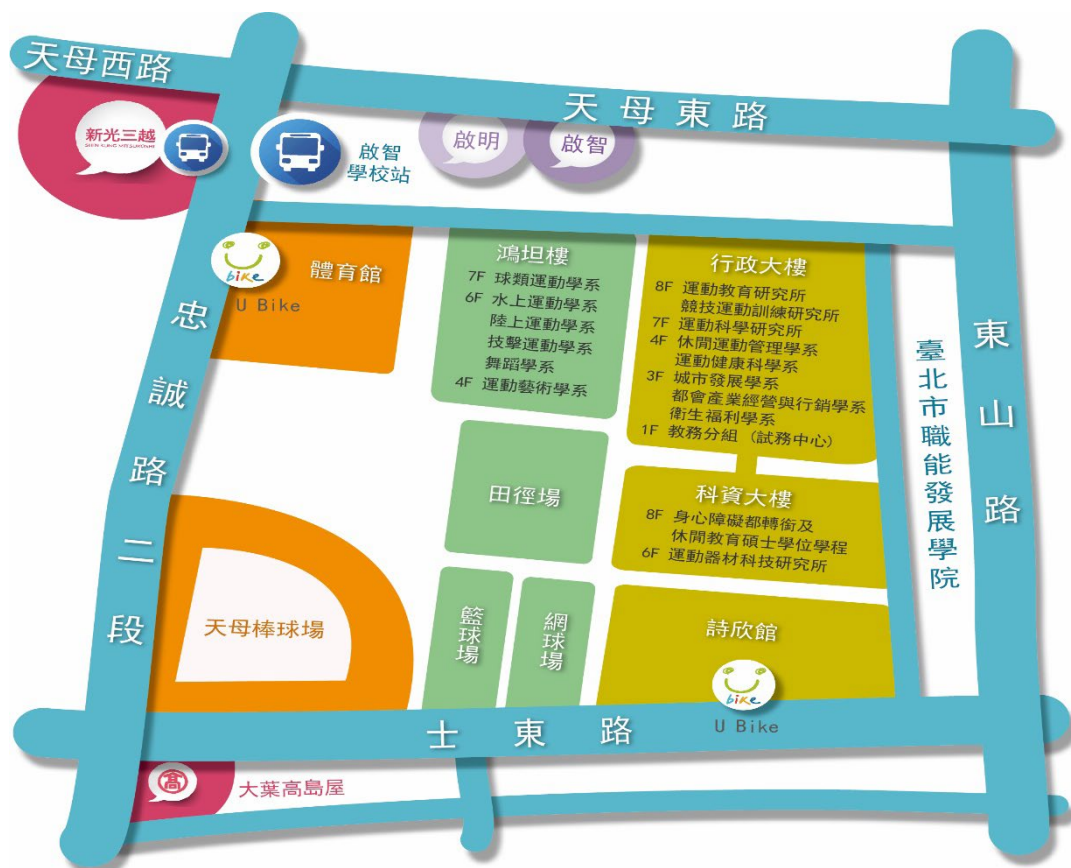 天母西路
天母東路
新光三越
SHIN KONG MITSUKOSHI
啟智
學校站
啟明
啟智
bike
U Bike
體育館
鴻坦樓
7F 球類運動學系
6F 水上運動學系
陸上運動學系
技擊運動學系
舞蹈學系
4F 運動藝術學系
行政大樓
8F 運動教育研究所
競技運動訓練研究所
7F 運動科學研究所
4F 休閒運動管理學系
運動健康科學系
3F 城市發展學系
都會產業經營與行銷學系
衛生福利學系
1F 教務分組（試務中心）
忠誠路二段
東山路
臺北市職能發展學院
田徑場
科資大樓
8F 身心障礙都轉銜及
休閒教育碩士學位學程
6F 運動器材科技研究所
天母棒球場
籃球場
網球場
詩欣館
bike
U Bike
士東路
髙
大葉高島屋